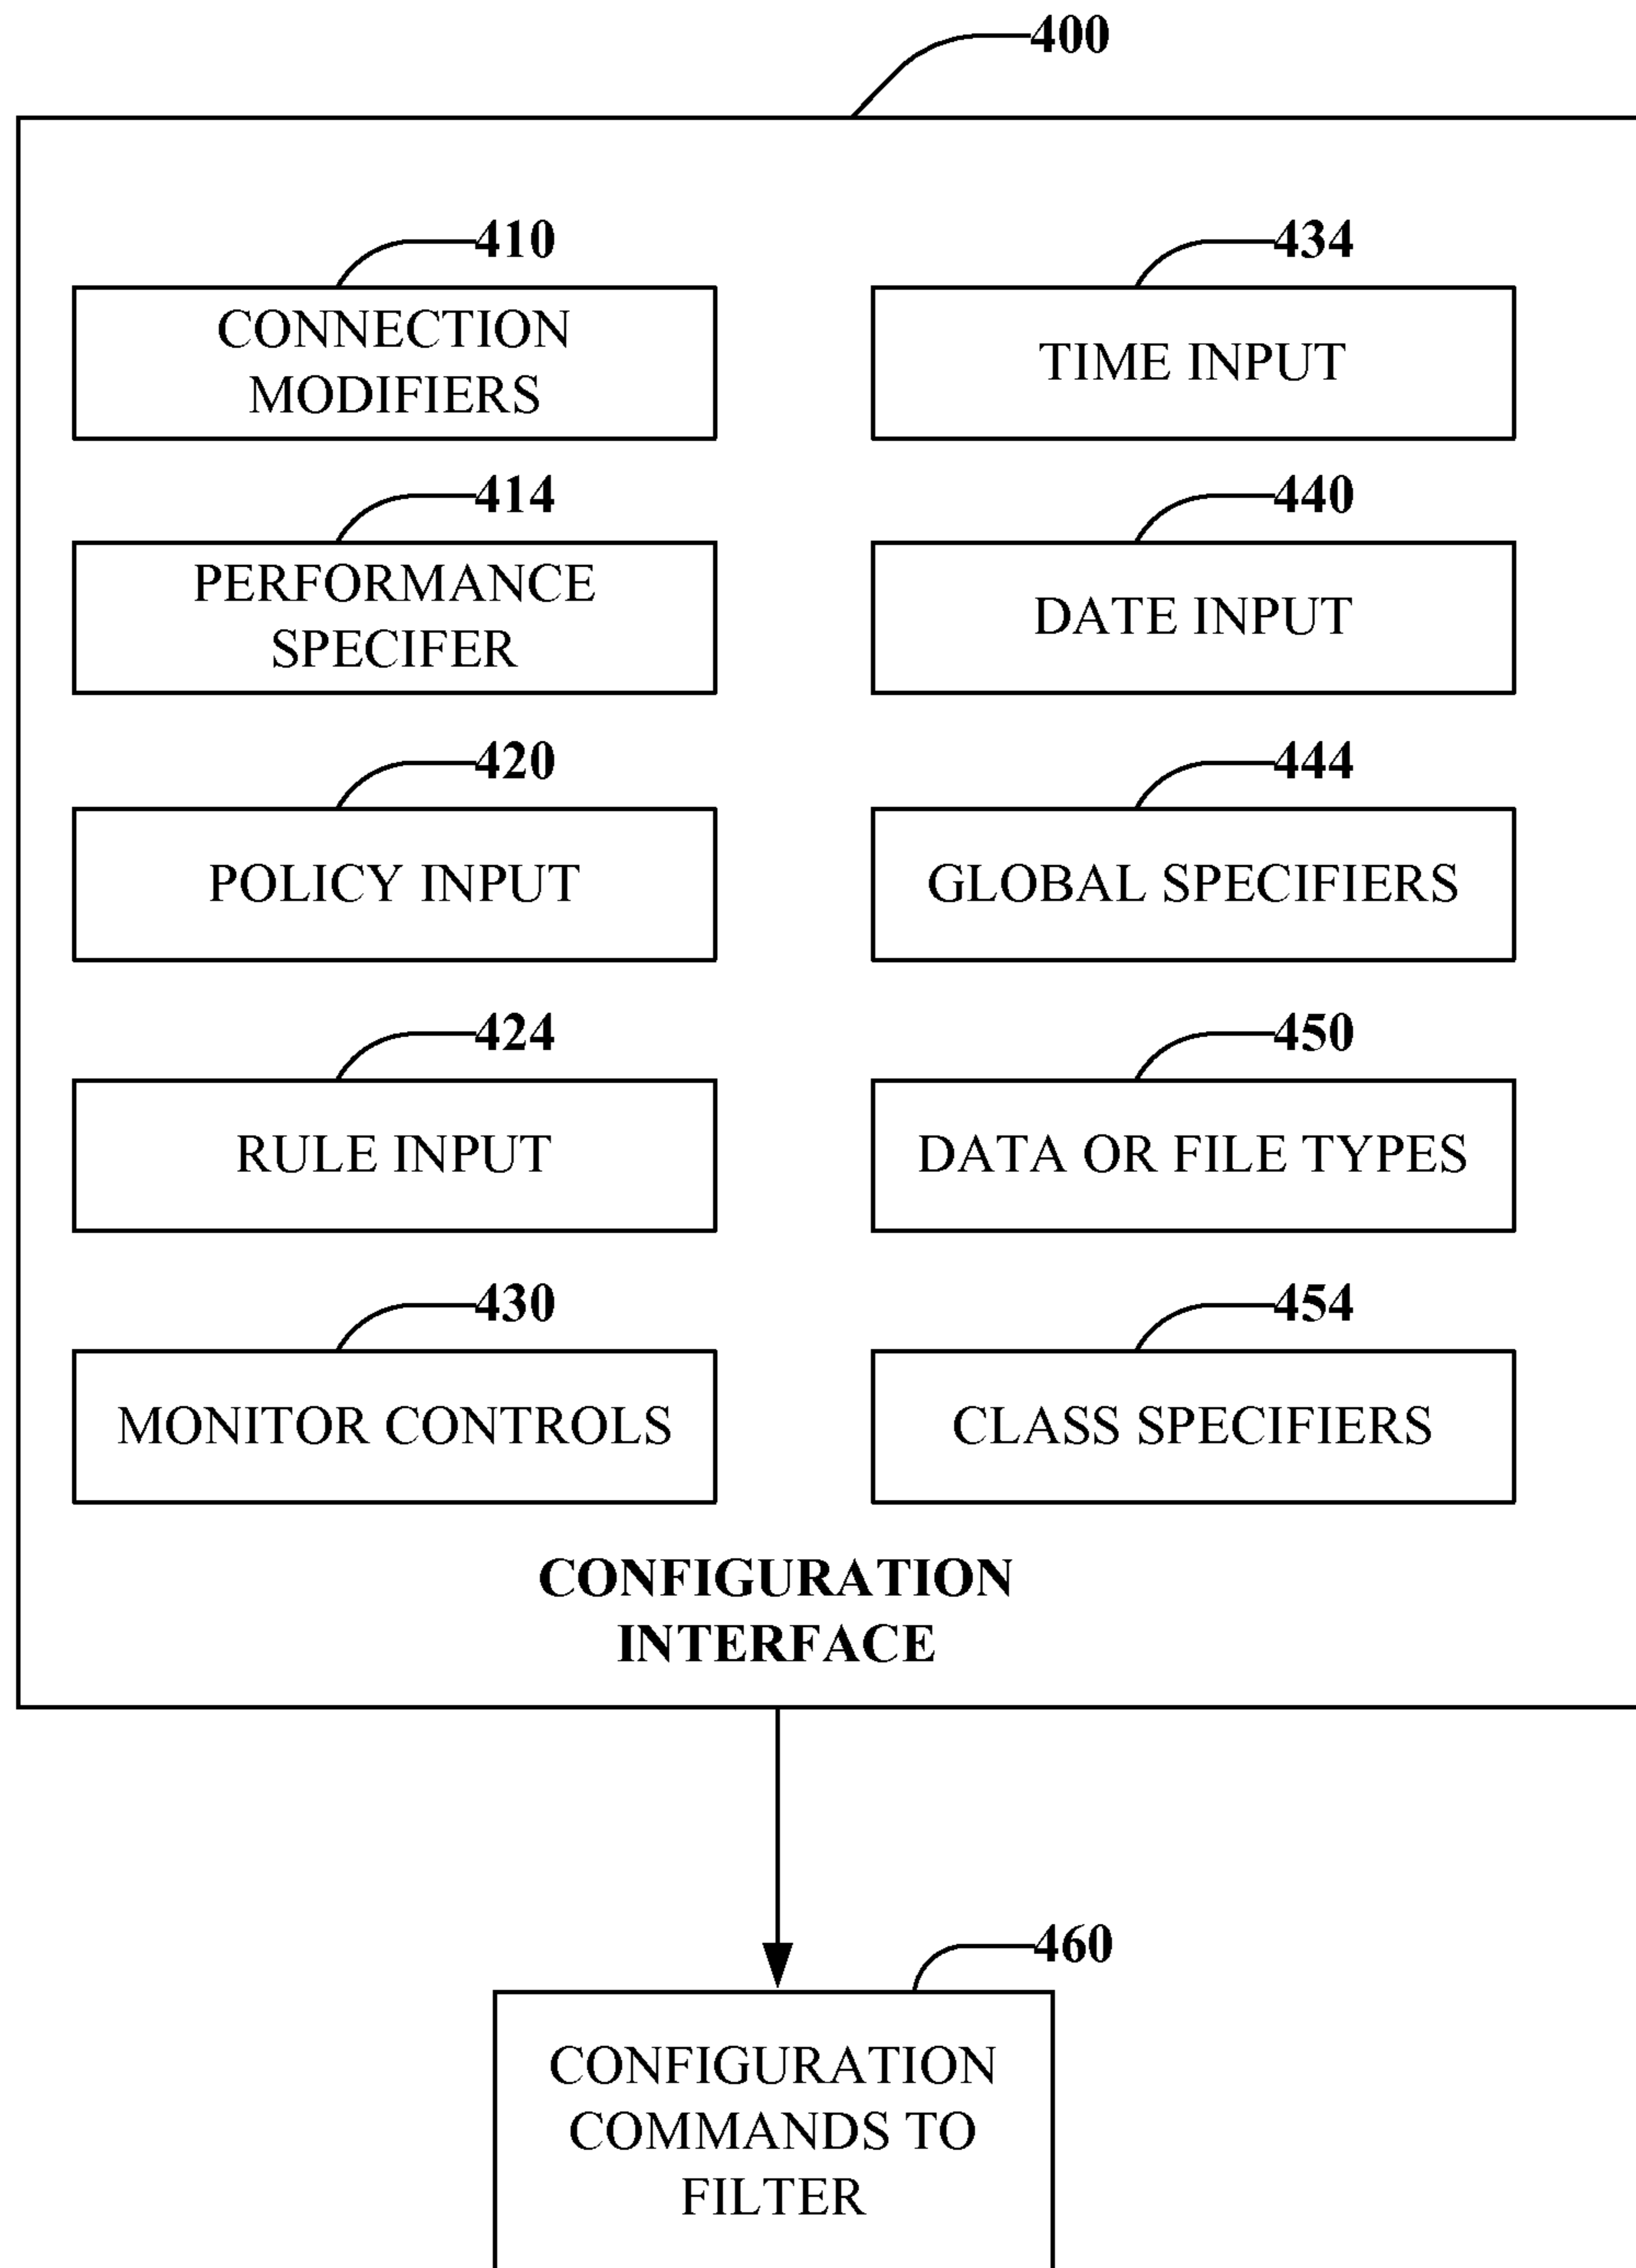 400
410
CONNECTION
MODIFIERS
434
TIME INPUT
414
PERFORMANCE
SPECIFER
440
DATE INPUT
420
POLICY INPUT
444
GLOBAL SPECIFIERS
424
RULE INPUT
450
DATA OR FILE TYPES
430
MONITOR CONTROLS
454
CLASS SPECIFIERS
CONFIGURATION
INTERFACE
460
CONFIGURATION
COMMANDS TO
FILTER